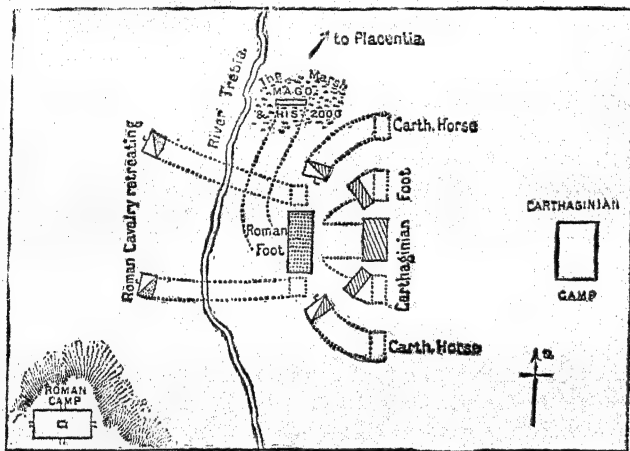 to Placentia
River Trebia.
The Marsh
MAGO
& HIS 2000
Carth. Horse
Foot
Roman Cavalry retreating
Roman
Foot
Carthaginian
CARTHAGINIAN
CAMP
Carth. Horse
ROMAN
CAMP
n